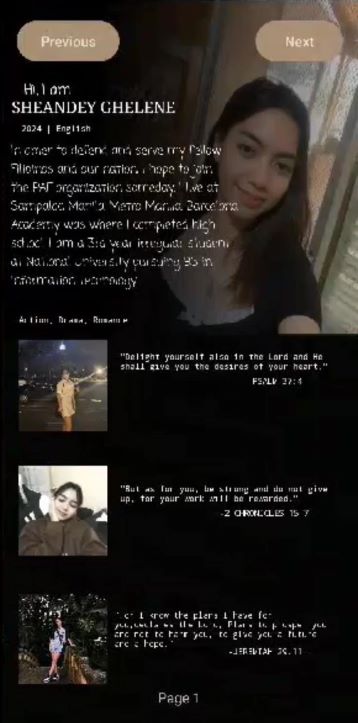 Previous
Next
Hi, I am
SHEANDEY GHELENE
2024 | English
In order to defend and serve my fellow
Filipinos and our nation, I hope to join
the PAF organization someday. I live at
Sampaloc Manila, Metro Manila Barcelona
Academy was where I completed high
school. I am a 3rd year irregular student
at National University pursuing BS in
Information Technology
Action, Drama, Romance
"Delight yourself also in the Lord and He
shall give you the desires of your heart."
PSALM 37:4
"But as for you, be strong and do not give
up, for your work will be rewarded."
-2 CHRONICLES 15 7
"For I know the plans I have for
you,declares the Lord, Plans to prosper you
and not to harm you, to give you a future
and a hope."
-JEREMIAH 29.11-
Page 1